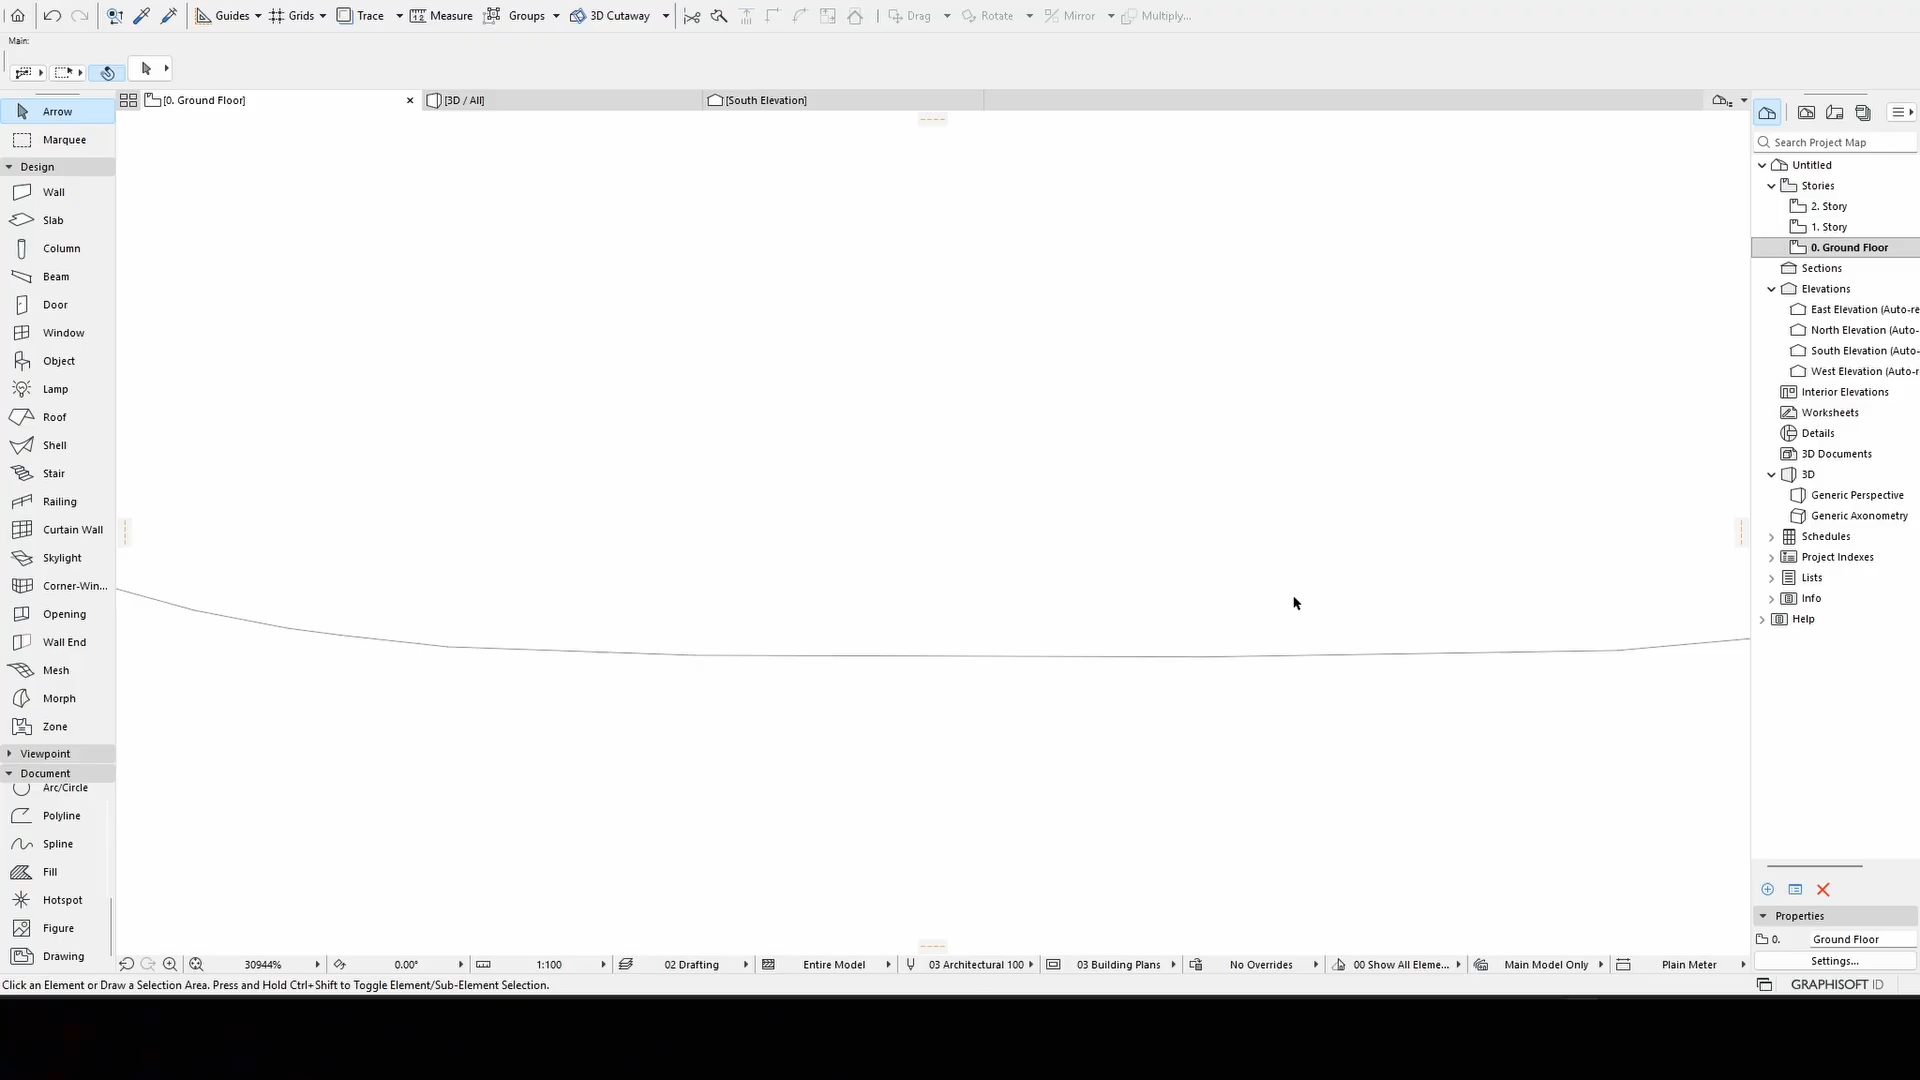 Guides
Grids
Trace
Measure
Groups
3D Cutaway
Drag
Rotate
Mirror
Multiply...
Main:
[0. Ground Floor]
[3D / All]
[South Elevation]
Arrow
Marquee
Design
Wall
Slab
Column
Beam
Door
Window
Object
Lamp
Roof
Shell
Stair
Railing
Curtain Wall
Skylight
Corner-Win...
Opening
Wall End
Mesh
Morph
Zone
Viewpoint
Document
Arc/Circle
Polyline
Spline
Fill
Hotspot
Figure
Drawing
Search Project Map
Untitled
Stories
2. Story
1. Story
0. Ground Floor
Sections
Elevations
East Elevation (Auto-re
North Elevation (Auto-
South Elevation (Auto-
West Elevation (Auto-r
Interior Elevations
Worksheets
Details
3D Documents
3D
Generic Perspective
Generic Axonometry
Schedules
Project Indexes
Lists
Info
Help
Properties
0. Ground Floor
Settings...
30944%
0.00°
1:100
02 Drafting
Entire Model
03 Architectural 100
03 Building Plans
No Overrides
00 Show All Eleme...
Main Model Only
Plain Meter
Click an Element or Draw a Selection Area. Press and Hold Ctrl+Shift to Toggle Element/Sub-Element Selection.
GRAPHISOFT ID